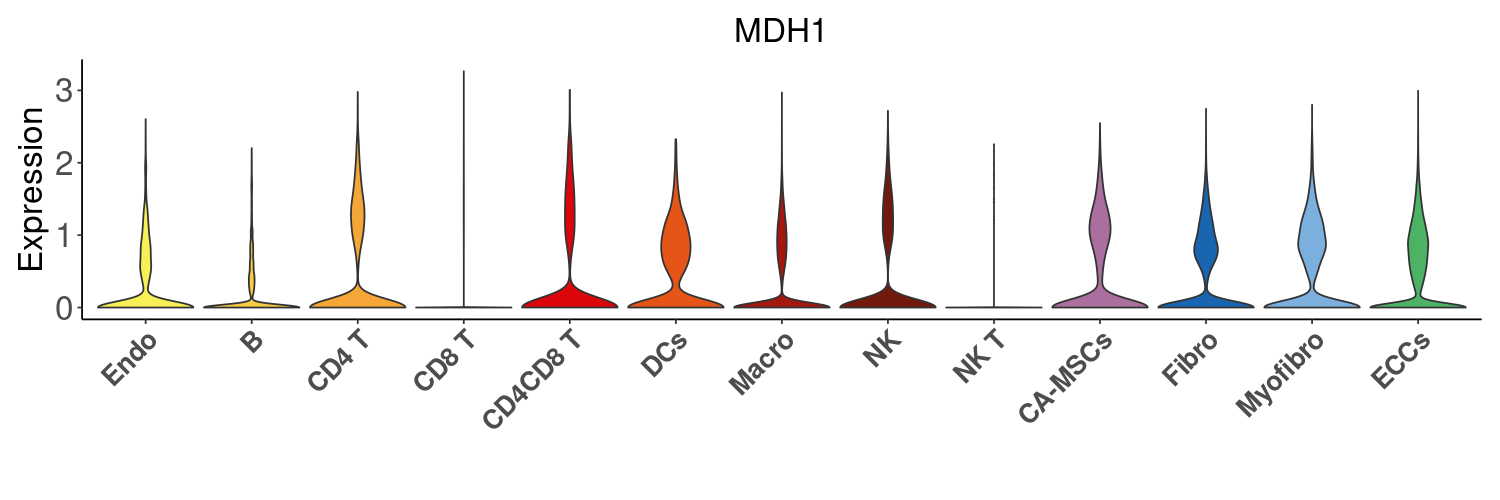 MDH1
Expression
3
2
1
0
Endo
B
CD4 T
CD8 T
CD4CD8 T
DCs
Macro
NK
NK T
CA-MSCs
Fibro
Myofibro
ECCs